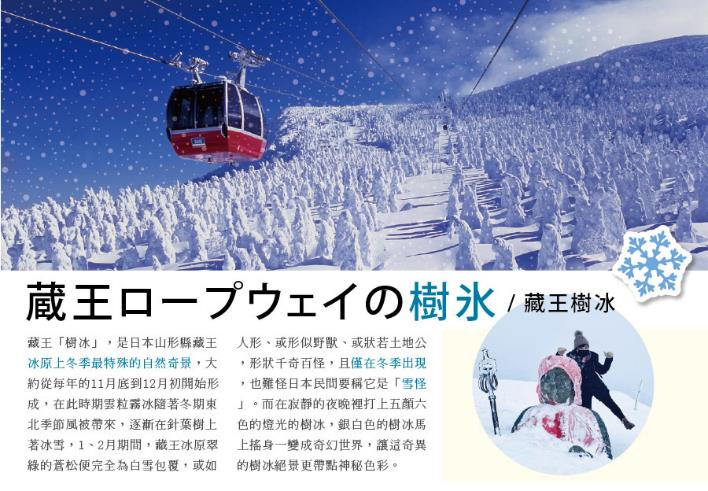 蔵王ロープウェイの樹氷 / 藏王樹冰
藏王「樹冰」，是日本山形縣藏王
冰原上冬季最特殊的自然奇景，大
約從每年的11月底到12月初開始形
成，在此時期雲粒霧冰隨著冬期東
北季節風被帶來，逐漸在針葉樹上
著冰雪，1、2月期間，藏王冰原翠
綠的蒼松便完全為白雪包覆，或如
人形、或形似野獸、或狀若土地公
，形狀千奇百怪，且僅在冬季出現
，也難怪日本民間要稱它是「雪怪
」。而在寂靜的夜晚裡打上五顏六
色的燈光的樹冰，銀白色的樹冰馬
上搖身一變成奇幻世界，讓這奇異
的樹冰絕景更帶點神秘色彩。